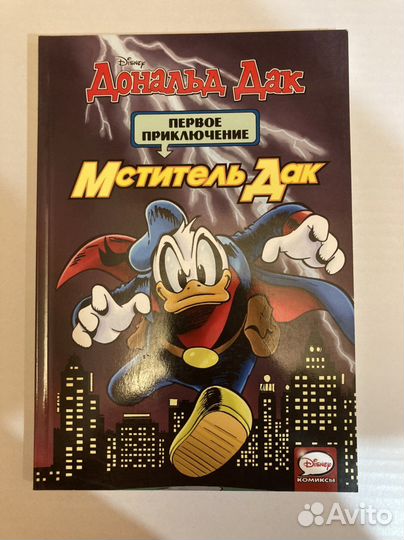 Disney
Дональд Дак
ПЕРВОЕ
ПРИКЛЮЧЕНИЕ
Мститель Дак
Disney
КОМИКСЫ
Avito